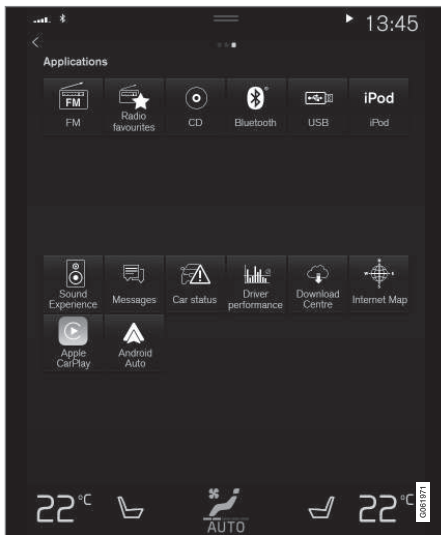 13:45
Applications
FM
FM
Radio
favourites
CD
Bluetooth
USB
iPod
iPod
Sound
Experience
Messages
Car status
Driver
performance
Download
Centre
Internet Map
Apple
CarPlay
Android
Auto
22°C
AUTO
22°C
G061971